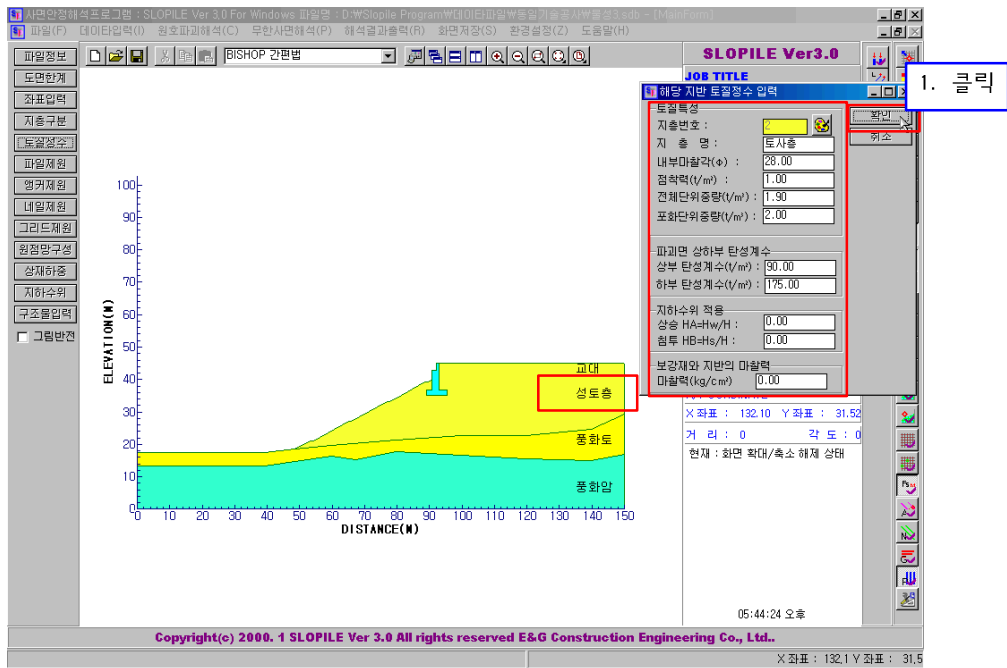 사면안정해석프로그램 : SLOPILE Ver 3.0 For Windows 파일명 : D:\Slopile Program\데이타파일\동일기술공사\물성3.sdb - [MainForm]
파일(F) 데이타입력(I) 원호파괴해석(C) 무한사면해석(P) 해석결과출력(R) 화면저장(S) 환경설정(Z) 도움말(H)
BISHOP 간편법
파일정보
도면한계
좌표입력
지층구분
토질정수
파일제원
앵커제원
네일제원
그리드제원
원점망구성
상재하중
지하수위
구조물입력
그림반전
ELEVATION(M)
100
90
80
70
60
50
40
30
20
10
0
0 10 20 30 40 50 60 70 80 90 100 110 120 130 140 150
DISTANCE(M)
교대
성토층
풍화토
풍화암
SLOPILE Ver3.0
JOB TITLE
해당 지반 토질정수 입력
토질특성
지층번호 : 2
지 층 명 : 토사층
내부마찰각(Φ) : 28.00
점착력(t/m²) : 1.00
전체단위중량(t/m³) : 1.90
포화단위중량(t/m³) : 2.00
파괴면 상하부 탄성계수
상부 탄성계수(t/m²) : 90.00
하부 탄성계수(t/m²) : 175.00
지하수위 적용
상승 HA=Hw/H : 0.00
침투 HB=Hs/H : 0.00
보강재와 지반의 마찰력
마찰력(kg/cm²) 0.00
확인
취소
1. 클릭
X 좌표 : 132.10 Y 좌표 : 31.52
거 리 : 0 각 도 : 0
현재 : 화면 확대/축소 해제 상태
05:44:24 오후
Copyright(c) 2000. 1 SLOPILE Ver 3.0 All rights reserved E&G Construction Engineering Co., Ltd..
X 좌표 : 132.1 Y 좌표 : 31.5